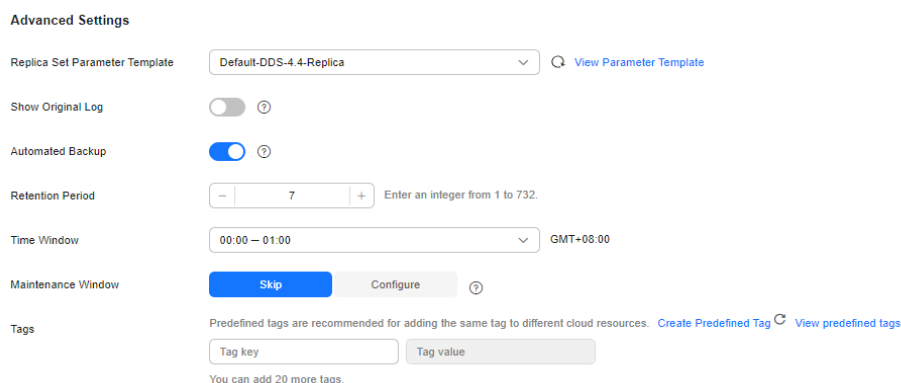 Advanced Settings
Replica Set Parameter Template Default-DDS-4.4-Replica View Parameter Template
Show Original Log ?
Automated Backup ?
Retention Period − 7 + Enter an integer from 1 to 732.
Time Window 00:00 — 01:00 GMT+08:00
Maintenance Window Skip Configure ?
Tags Predefined tags are recommended for adding the same tag to different cloud resources. Create Predefined Tag View predefined tags
Tag key Tag value
You can add 20 more tags.